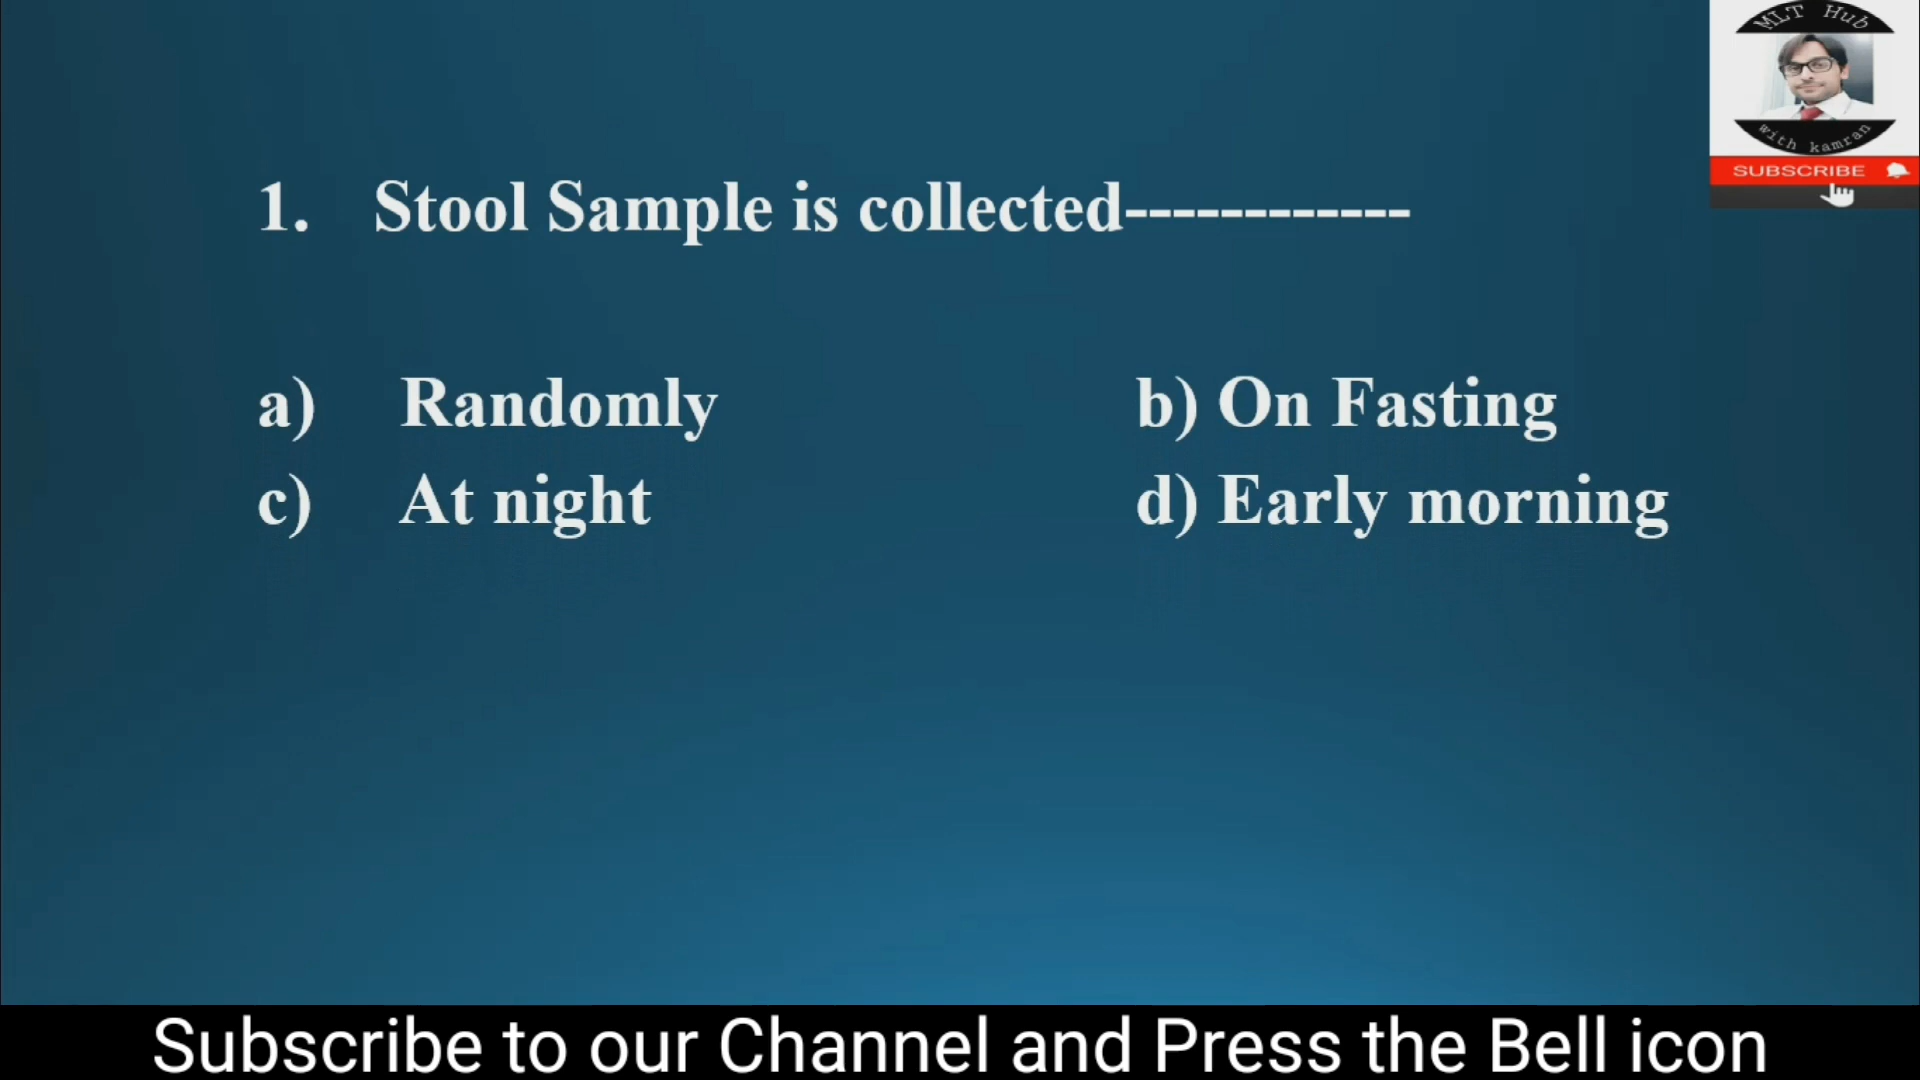 MLT Hub
with kamran
SUBSCRIBE
1. Stool Sample is collected------------
a) Randomly b) On Fasting
c) At night d) Early morning
Subscribe to our Channel and Press the Bell icon